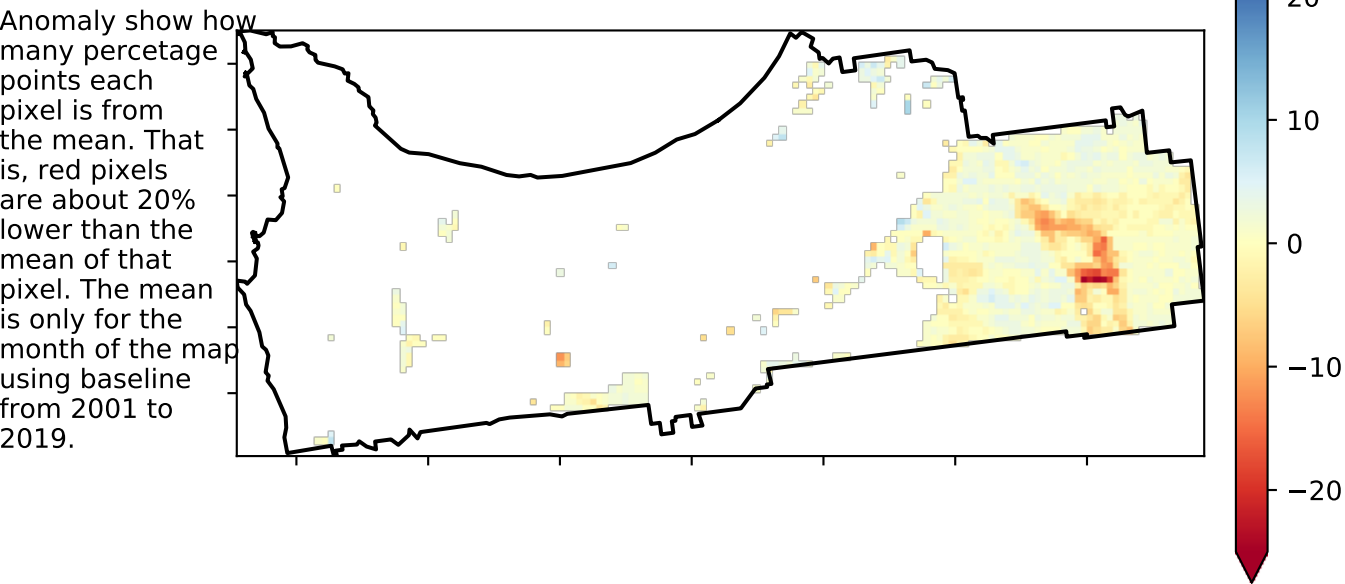 Anomaly show how
many percetage
points each
pixel is from
the mean. That
is, red pixels
are about 20%
lower than the
mean of that
pixel. The mean
is only for the
month of the map
using baseline
from 2001 to
2019.
20
10
0
−10
−20